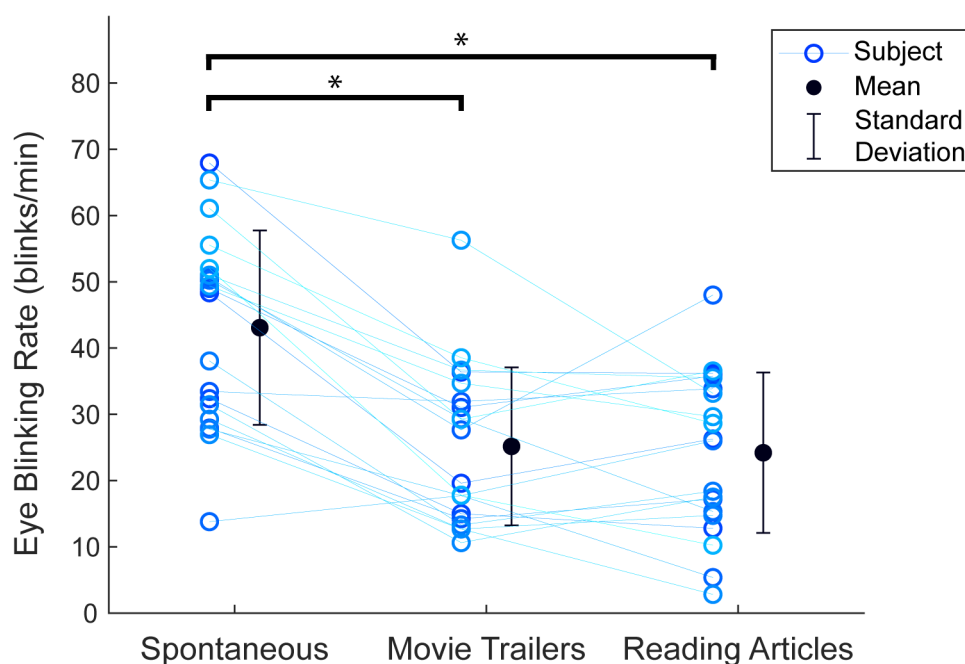 *
*
Subject
Mean
Standard
Deviation
Eye Blinking Rate (blinks/min)
80
70
60
50
40
30
20
10
0
Spontaneous
Movie Trailers
Reading Articles